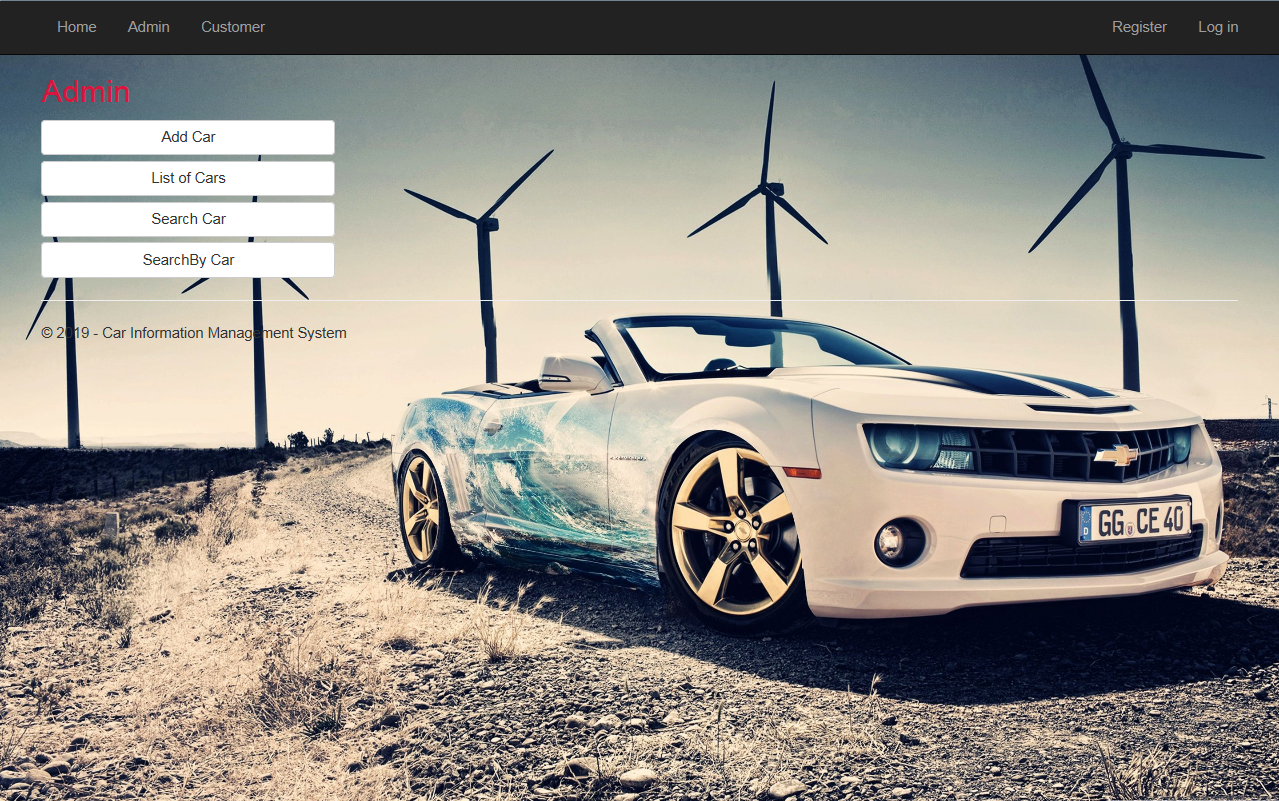 Home Admin Customer Register Log in
Admin
Add Car
List of Cars
Search Car
SearchBy Car
© 2019 - Car Information Management System
GG CE 40
D